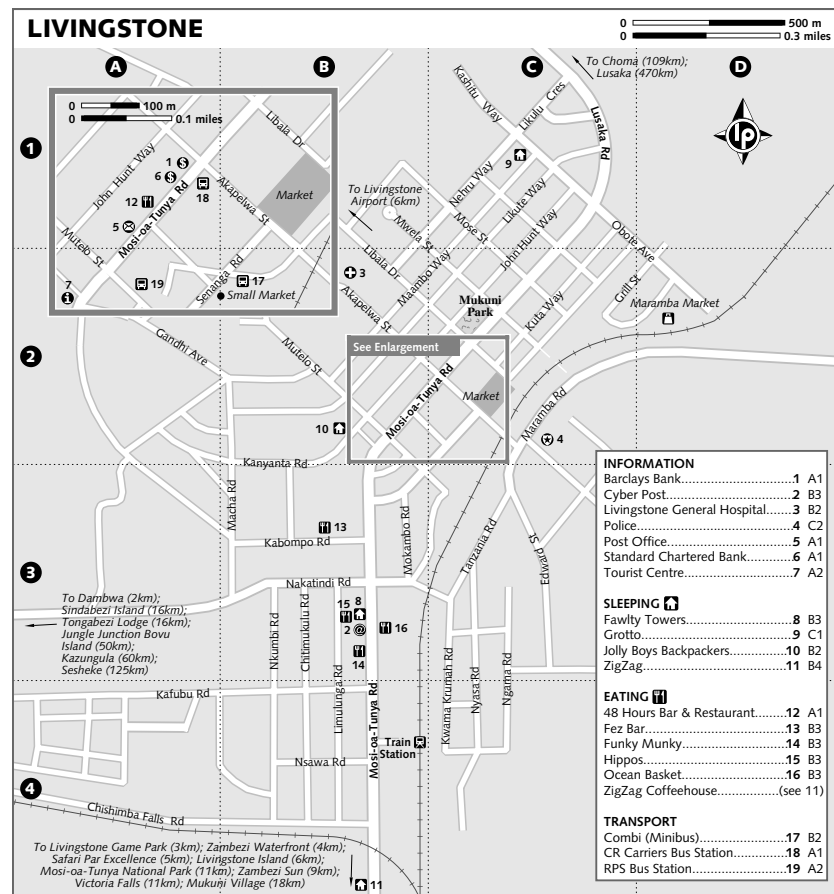 LIVINGSTONE
0 500 m
0 0.3 miles
A
B
C
D
1
2
3
4
To Choma (109km);
Lusaka (470km)
0 100 m
0 0.1 miles
Libala Dr
John Hunt Way
1
6
12
18
5
Mosi-oa-Tunya Rd
Akapelwa St
Market
Mutelo St
Senanga Rd
7
19
17
Small Market
Kashitu Way
Likulu Cres
Lusaka Rd
9
Nehru Way
Likute Way
To Livingstone
Airport (6km)
Mwela St
Mose St
John Hunt Way
Obote Ave
Libala Dr
Maambo Way
3
Akapelwa St
Mukuni
Park
Kuta Way
Grill St
Maramba Market
Gandhi Ave
Mutelo St
See Enlargement
Market
Mosi-oa-Tunya Rd
Maramba Rd
10
4
Kanyanta Rd
Macha Rd
13
Kabompo Rd
Mokambo Rd
Tanzania Rd
Edward St
Nakatindi Rd
To Dambwa (2km);
Sindabezi Island (16km);
Tongabezi Lodge (16km);
Jungle Junction Bovu
Island (50km);
Kazungula (60km);
Sesheke (125km)
Nkumbi Rd
Chitimukulu Rd
Limulunga Rd
15
8
2
14
16
Kwama Krumah Rd
Nyasa Rd
Ngama Rd
Kafubu Rd
Mosi-oa-Tunya Rd
Train
Station
Nsawa Rd
Chishimba Falls Rd
To Livingstone Game Park (3km); Zambezi Waterfront (4km);
Safari Par Excellence (5km); Livingstone Island (6km);
Mosi-oa-Tunya National Park (11km); Zambezi Sun (9km);
Victoria Falls (11km); Mukuni Village (18km)
11
lp
INFORMATION
Barclays Bank 1 A1
Cyber Post 2 B3
Livingstone General Hospital 3 B2
Police 4 C2
Post Office 5 A1
Standard Chartered Bank 6 A1
Tourist Centre 7 A2
SLEEPING
Fawlty Towers 8 B3
Grotto 9 C1
Jolly Boys Backpackers 10 B2
ZigZag 11 B4
EATING
48 Hours Bar & Restaurant 12 A1
Fez Bar 13 B3
Funky Munky 14 B3
Hippos 15 B3
Ocean Basket 16 B3
ZigZag Coffeehouse (see 11)
TRANSPORT
Combi (Minibus) 17 B2
CR Carriers Bus Station 18 A1
RPS Bus Station 19 A2